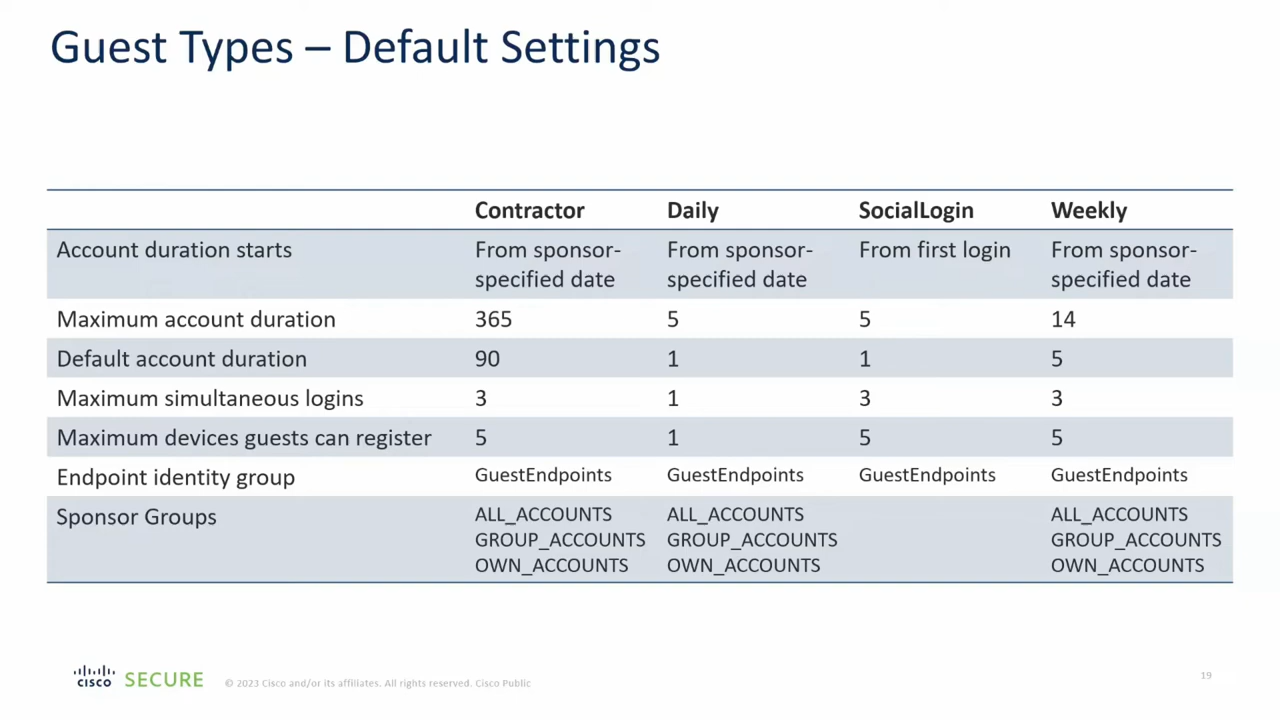 Guest Types – Default Settings
Contractor Daily SocialLogin Weekly
Account duration starts From sponsor- From sponsor- From first login From sponsor-
specified date specified date specified date
Maximum account duration 365 5 5 14
Default account duration 90 1 1 5
Maximum simultaneous logins 3 1 3 3
Maximum devices guests can register 5 1 5 5
Endpoint identity group GuestEndpoints GuestEndpoints GuestEndpoints GuestEndpoints
Sponsor Groups ALL_ACCOUNTS ALL_ACCOUNTS ALL_ACCOUNTS
GROUP_ACCOUNTS GROUP_ACCOUNTS GROUP_ACCOUNTS
OWN_ACCOUNTS OWN_ACCOUNTS OWN_ACCOUNTS
CISCO SECURE © 2023 Cisco and/or its affiliates. All rights reserved. Cisco Public 19